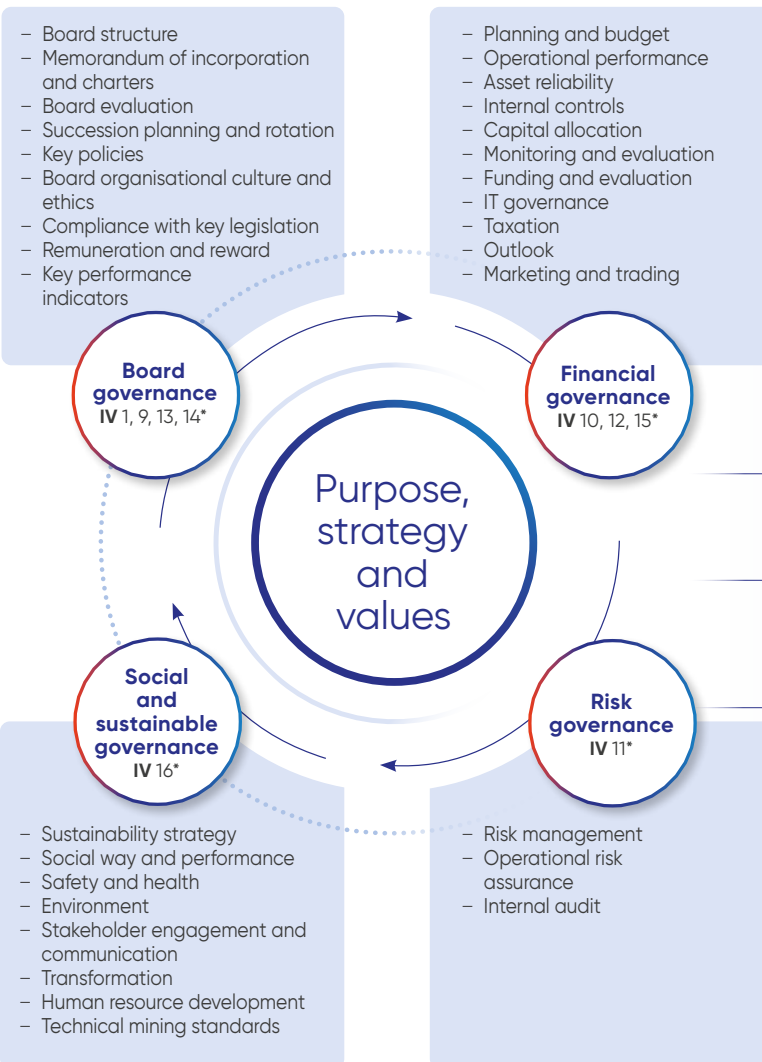 – Board structure
– Memorandum of incorporation
and charters
– Board evaluation
– Succession planning and rotation
– Key policies
– Board organisational culture and
ethics
– Compliance with key legislation
– Remuneration and reward
– Key performance
indicators
– Planning and budget
– Operational performance
– Asset reliability
– Internal controls
– Capital allocation
– Monitoring and evaluation
– Funding and evaluation
– IT governance
– Taxation
– Outlook
– Marketing and trading
Board
governance
IV 1, 9, 13, 14*
Financial
governance
IV 10, 12, 15*
Purpose,
strategy
and
values
Social
and
sustainable
governance
IV 16*
Risk
governance
IV 11*
– Sustainability strategy
– Social way and performance
– Safety and health
– Environment
– Stakeholder engagement and
communication
– Transformation
– Human resource development
– Technical mining standards
– Risk management
– Operational risk
assurance
– Internal audit